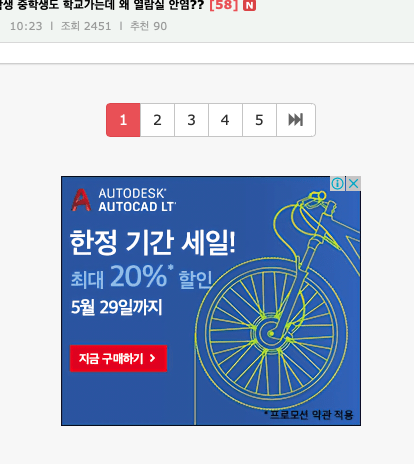 중학생도 학교가는데 왜 열람실 안염?? [58] N
10:23 | 조회 2451 | 추천 90
1 2 3 4 5
AUTODESK®
AUTOCAD LT®
한정 기간 세일!
최대 20%* 할인
5월 29일까지
지금 구매하기 >
*프로모션 약관 적용